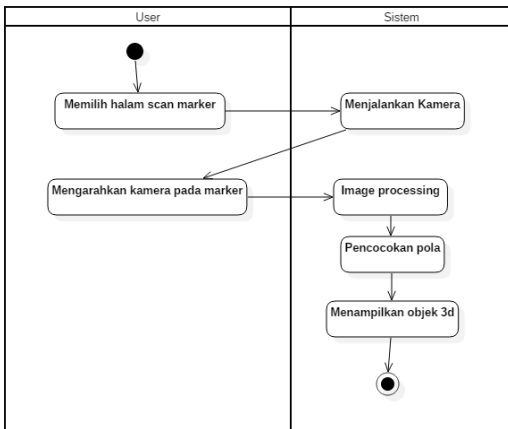 User
Sistem
Memilih halam scan marker
Menjalankan Kamera
Mengarahkan kamera pada marker
Image processing
Pencocokan pola
Menampilkan objek 3d